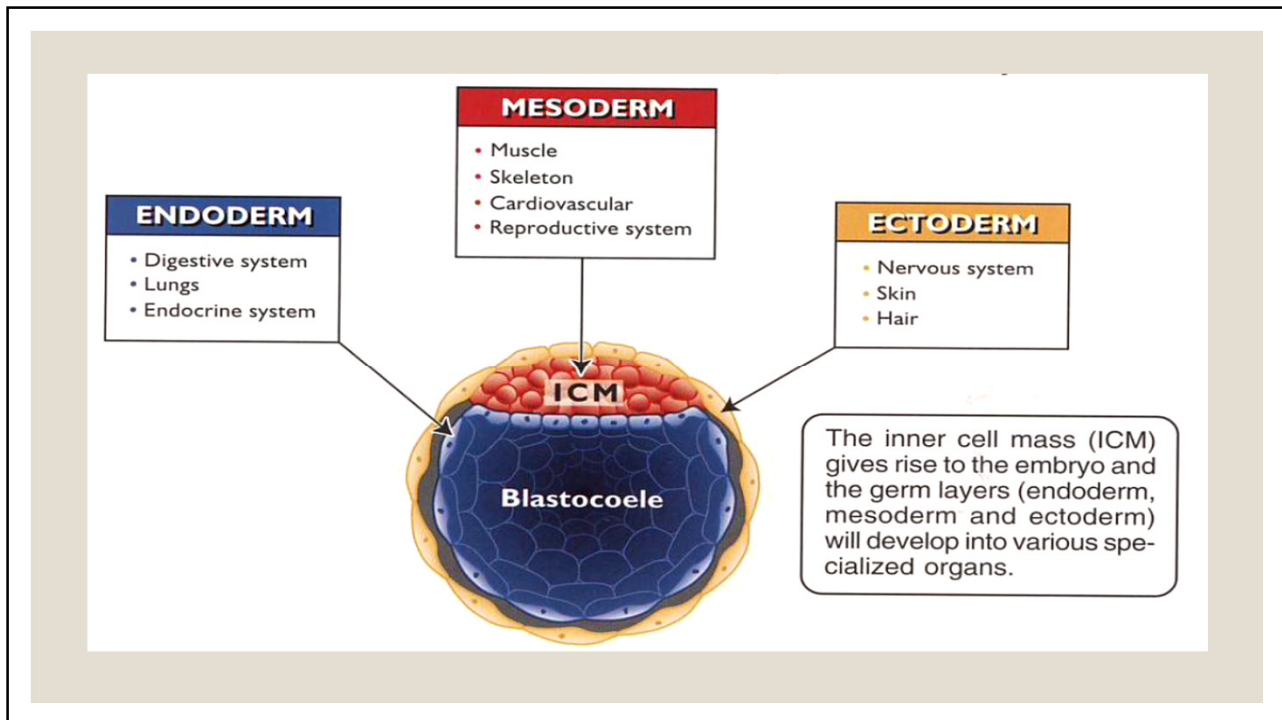 MESODERM
• Muscle
• Skeleton
• Cardiovascular
• Reproductive system
ENDODERM
• Digestive system
• Lungs
• Endocrine system
ECTODERM
• Nervous system
• Skin
• Hair
ICM
Blastocoele
The inner cell mass (ICM)
gives rise to the embryo and
the germ layers (endoderm,
mesoderm and ectoderm)
will develop into various spe-
cialized organs.